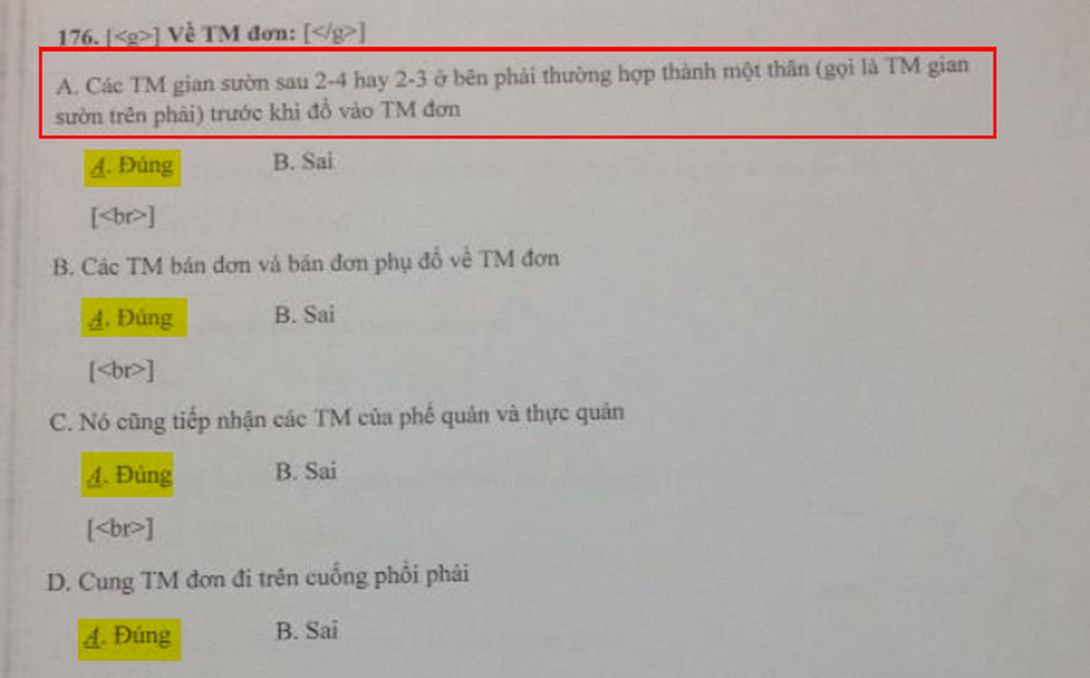 176. [<g>] Về TM đơn: [</g>]
A. Các TM gian sườn sau 2-4 hay 2-3 ở bên phải thường hợp thành một thân (gọi là TM gian
sườn trên phải) trước khi đổ vào TM đơn
A. Đúng B. Sai
[<br>]
B. Các TM bán đơn và bán đơn phụ đổ về TM đơn
A. Đúng B. Sai
[<br>]
C. Nó cũng tiếp nhận các TM của phế quản và thực quản
A. Đúng B. Sai
[<br>]
D. Cung TM đơn đi trên cuống phổi phải
A. Đúng B. Sai